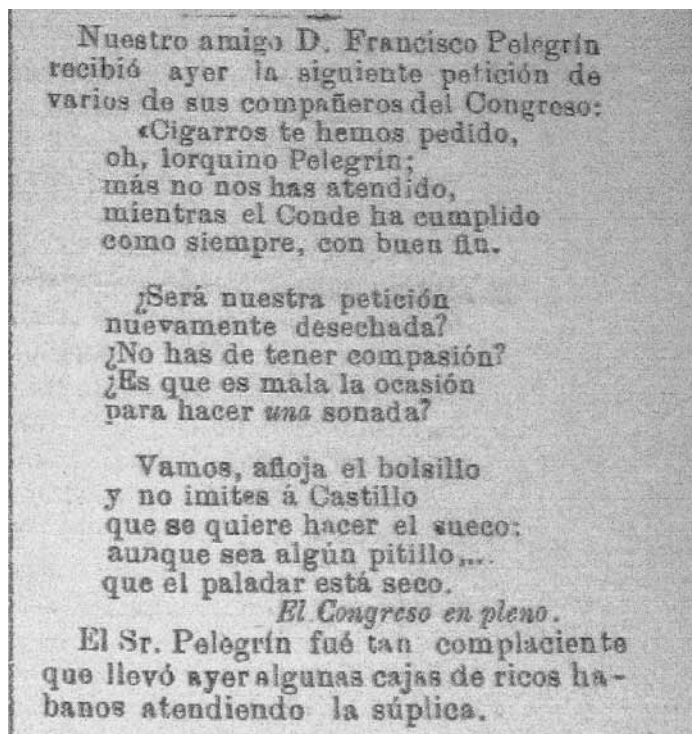 Nuestro amigo D. Francisco Pelegrín
recibió ayer la siguiente petición de
varios de sus compañeros del Congreso:
«Cigarros te hemos pedido,
oh, lorquino Pelegrín;
más no nos has atendido,
mientras el Conde ha cumplido
como siempre, con buen fin.
¿Será nuestra petición
nuevamente desechada?
¿No has de tener compasión?
¿Es que es mala la ocasión
para hacer una sonada?
Vamos, afloja el bolsillo
y no imites á Castillo
que se quiere hacer el sueco:
aunque sea algún pitillo,...
que el paladar está seco.
El Congreso en pleno.
El Sr. Pelegrín fué tan complaciente
que llevó ayer algunas cajas de ricos ha-
banos atendiendo la súplica.